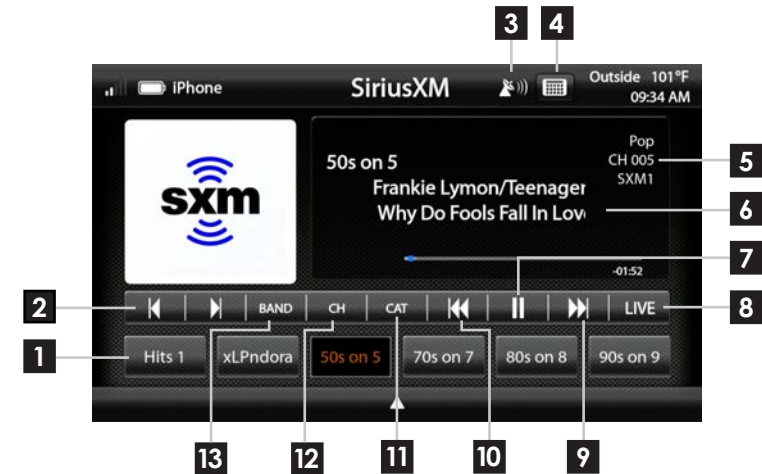 3 4
iPhone SiriusXM Outside 101°F
09:34 AM
sxm
Pop
50s on 5 CH 005 5
SXM1
Frankie Lymon/Teenager
Why Do Fools Fall In Lov 6
7
-01:52
2 BAND CH CAT LIVE 8
1 Hits 1 xLPndora 50s on 5 70s on 7 80s on 8 90s on 9
13 12 11 10 9